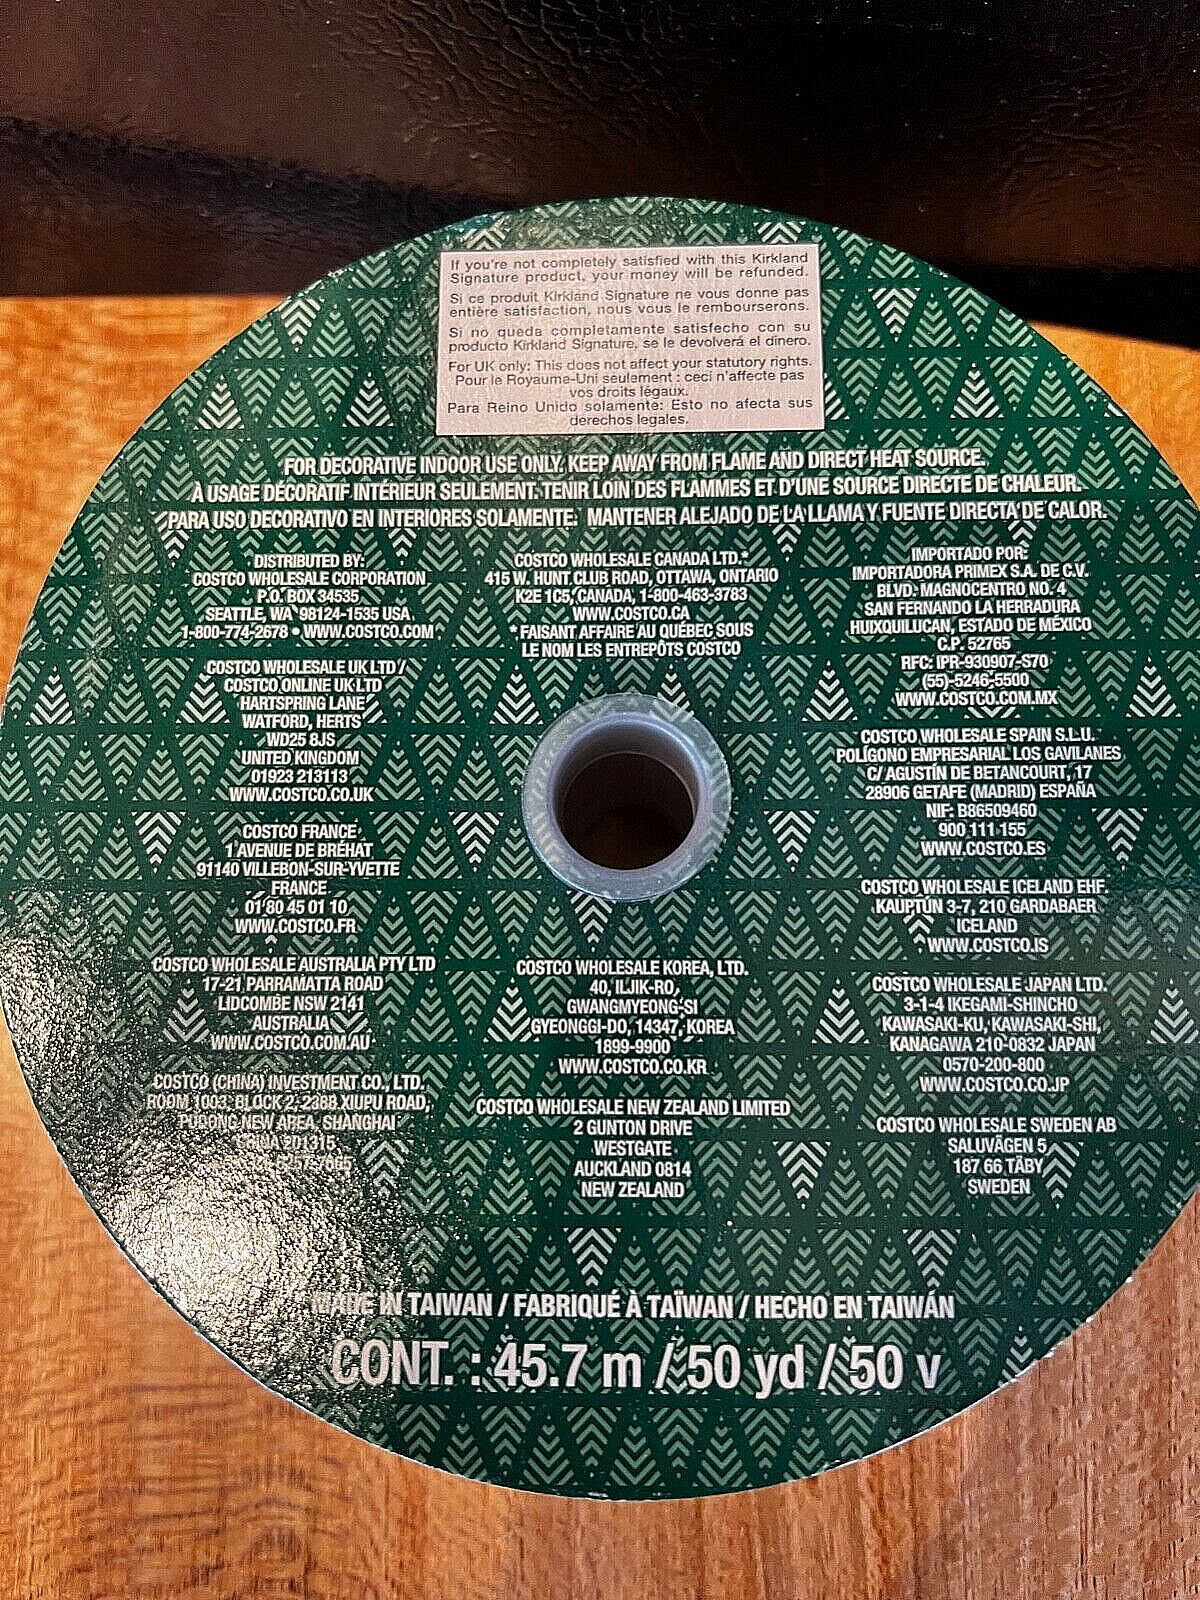 If you're not completely satisfied with this Kirkland
Signature product, your money will be refunded.
Si ce produit Kirkland Signature ne vous donne pas
entière satisfaction, nous vous le rembourserons.
Si no queda completamente satisfecho con su
producto Kirkland Signature, se le devolverá el dinero.
For UK only: This does not affect your statutory rights.
Pour le Royaume-Uni seulement : ceci n'affecte pas
vos droits légaux.
Para Reino Unido solamente: Esto no afecta sus
derechos legales.
FOR DECORATIVE INDOOR USE ONLY. KEEP AWAY FROM FLAME AND DIRECT HEAT SOURCE.
À USAGE DÉCORATIF INTÉRIEUR SEULEMENT. TENIR LOIN DES FLAMMES ET D'UNE SOURCE DIRECTE DE CHALEUR.
PARA USO DECORATIVO EN INTERIORES SOLAMENTE. MANTENER ALEJADO DE LA LLAMA Y FUENTE DIRECTA DE CALOR.
DISTRIBUTED BY:
COSTCO WHOLESALE CORPORATION
P.O. BOX 34535
SEATTLE, WA 98124-1535 USA
1-800-774-2678 • WWW.COSTCO.COM
COSTCO WHOLESALE UK LTD /
COSTCO ONLINE UK LTD
HARTSPRING LANE
WATFORD, HERTS
WD25 8JS
UNITED KINGDOM
01923 213113
WWW.COSTCO.CO.UK
COSTCO FRANCE
1 AVENUE DE BRÉHAT
91140 VILLEBON-SUR-YVETTE
FRANCE
01 80 45 01 10
WWW.COSTCO.FR
COSTCO WHOLESALE AUSTRALIA PTY LTD
17-21 PARRAMATTA ROAD
LIDCOMBE NSW 2141
AUSTRALIA
WWW.COSTCO.COM.AU
COSTCO (CHINA) INVESTMENT CO., LTD.
ROOM 1003, BLOCK 2, 2388 XIUPU ROAD,
PUDONG NEW AREA, SHANGHAI
CHINA 201315
COSTCO WHOLESALE CANADA LTD.*
415 W. HUNT CLUB ROAD, OTTAWA, ONTARIO
K2E 1C5, CANADA, 1-800-463-3783
WWW.COSTCO.CA
* FAISANT AFFAIRE AU QUÉBEC SOUS
LE NOM LES ENTREPÔTS COSTCO
COSTCO WHOLESALE KOREA, LTD.
40, ILJIK-RO,
GWANGMYEONG-SI
GYEONGGI-DO, 14347, KOREA
1899-9900
WWW.COSTCO.CO.KR
COSTCO WHOLESALE NEW ZEALAND LIMITED
2 GUNTON DRIVE
WESTGATE
AUCKLAND 0814
NEW ZEALAND
IMPORTADO POR:
IMPORTADORA PRIMEX S.A. DE C.V.
BLVD. MAGNOCENTRO NO. 4
SAN FERNANDO LA HERRADURA
HUIXQUILUCAN, ESTADO DE MÉXICO
C.P. 52765
RFC: IPR-930907-S70
(55)-5246-5500
WWW.COSTCO.COM.MX
COSTCO WHOLESALE SPAIN S.L.U.
POLÍGONO EMPRESARIAL LOS GAVILANES
C/ AGUSTÍN DE BETANCOURT, 17
28906 GETAFE (MADRID) ESPAÑA
NIF: B86509460
900 111 155
WWW.COSTCO.ES
COSTCO WHOLESALE ICELAND EHF.
KAUPTÚN 3-7, 210 GARDABAER
ICELAND
WWW.COSTCO.IS
COSTCO WHOLESALE JAPAN LTD.
3-1-4 IKEGAMI-SHINCHO
KAWASAKI-KU, KAWASAKI-SHI,
KANAGAWA 210-0832 JAPAN
0570-200-800
WWW.COSTCO.CO.JP
COSTCO WHOLESALE SWEDEN AB
SALUVÄGEN 5
187 66 TÄBY
SWEDEN
MADE IN TAIWAN / FABRIQUÉ À TAÏWAN / HECHO EN TAIWÁN
CONT. : 45.7 m / 50 yd / 50 v